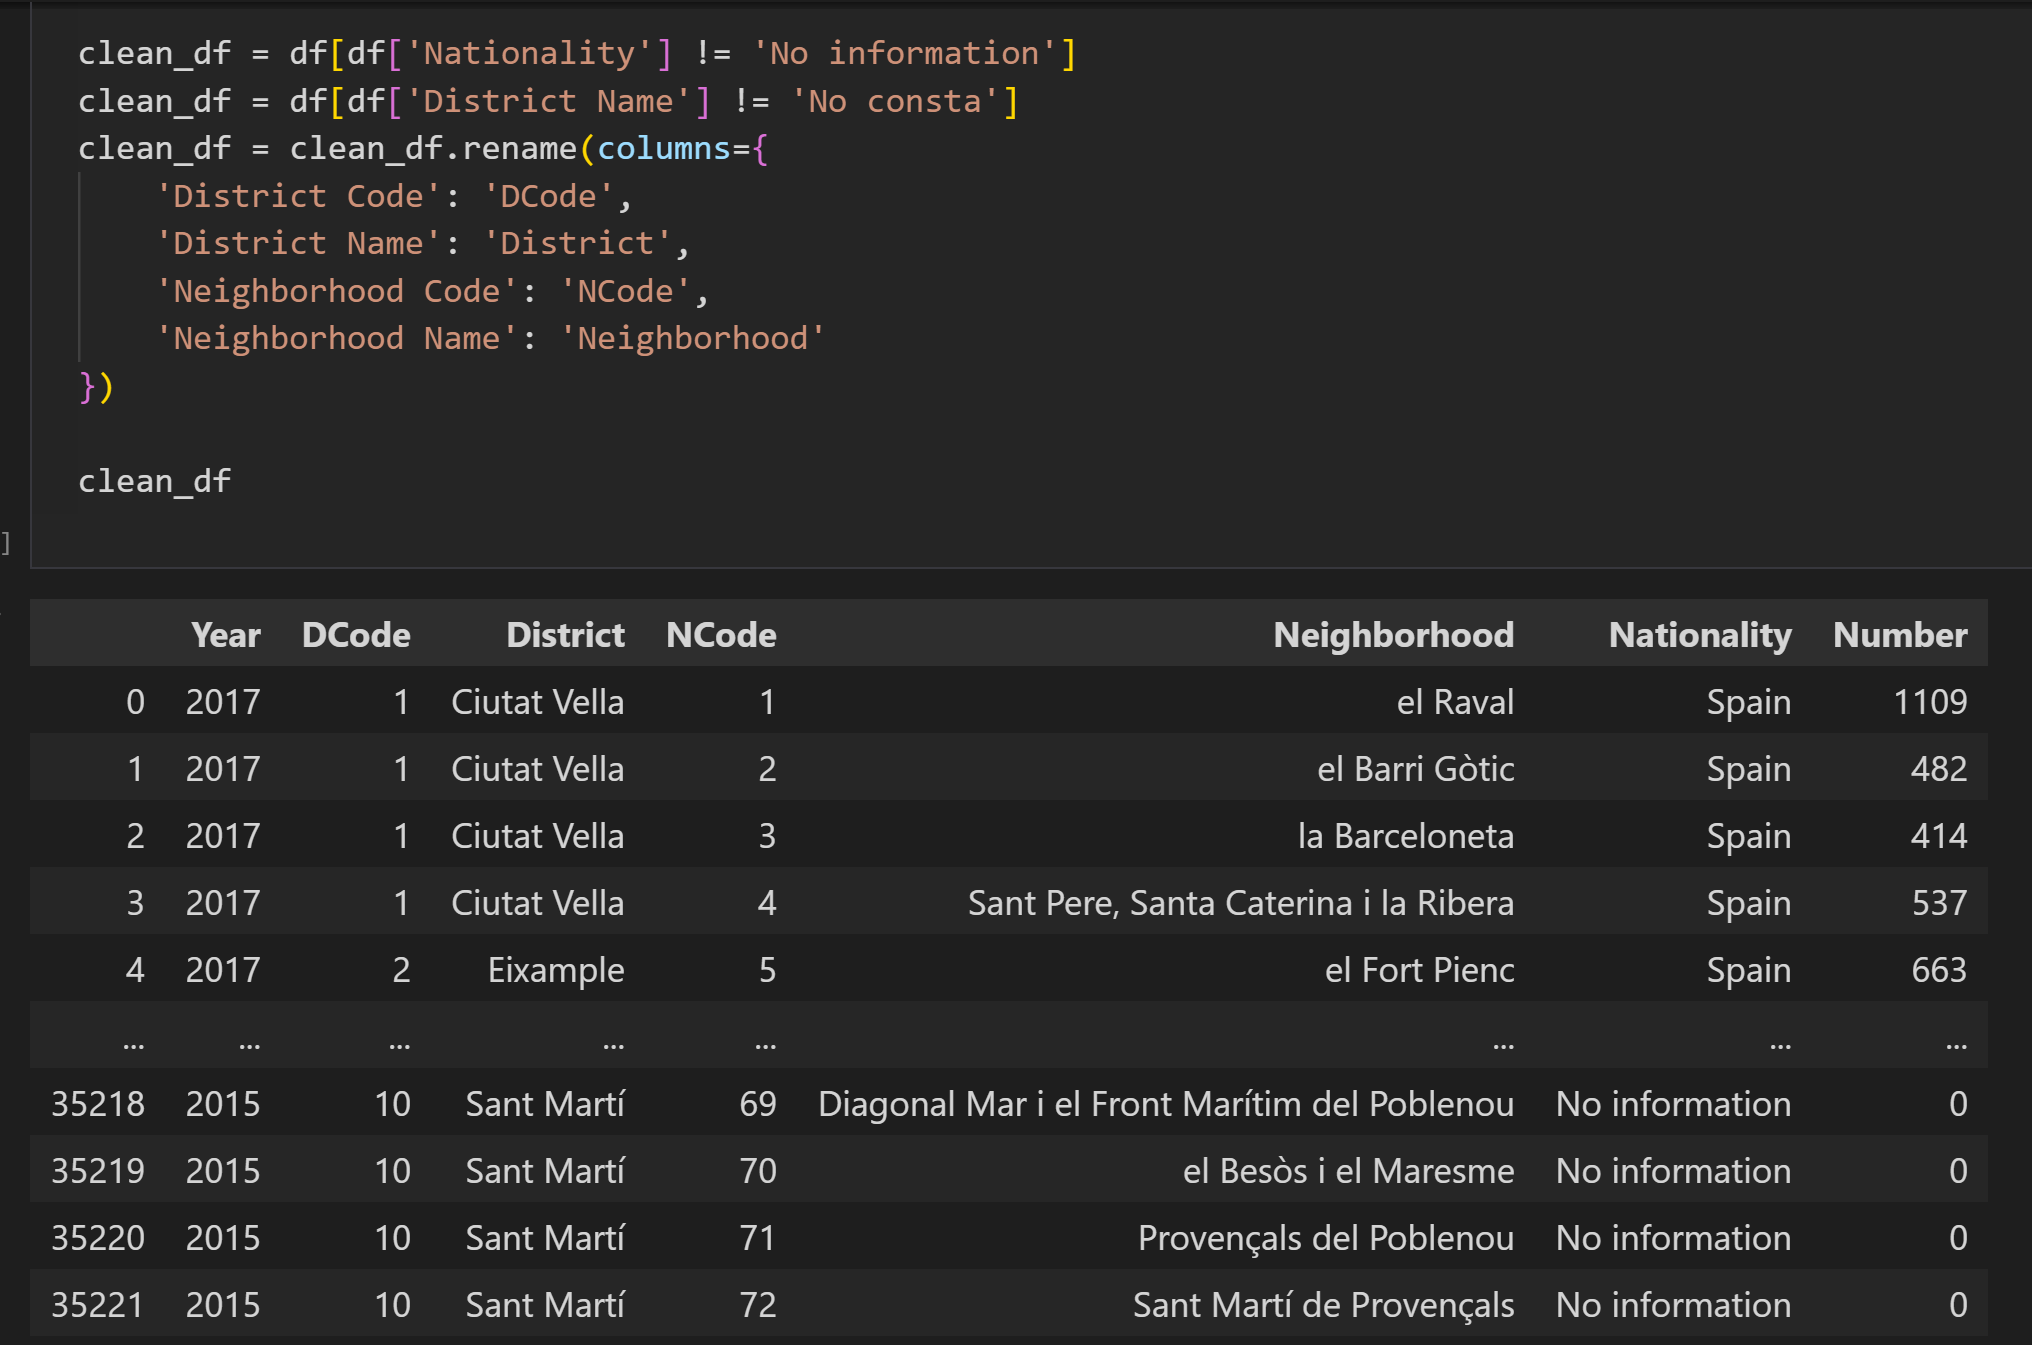 clean_df = df[df['Nationality'] != 'No information']
clean_df = df[df['District Name'] != 'No consta']
clean_df = clean_df.rename(columns={
    'District Code': 'DCode',
    'District Name': 'District',
    'Neighborhood Code': 'NCode',
    'Neighborhood Name': 'Neighborhood'
})
clean_df
]
Year DCode District NCode Neighborhood Nationality Number
0 2017 1 Ciutat Vella 1 el Raval Spain 1109
1 2017 1 Ciutat Vella 2 el Barri Gòtic Spain 482
2 2017 1 Ciutat Vella 3 la Barceloneta Spain 414
3 2017 1 Ciutat Vella 4 Sant Pere, Santa Caterina i la Ribera Spain 537
4 2017 2 Eixample 5 el Fort Pienc Spain 663
... ... ... ... ... ... ... ...
35218 2015 10 Sant Martí 69 Diagonal Mar i el Front Marítim del Poblenou No information 0
35219 2015 10 Sant Martí 70 el Besòs i el Maresme No information 0
35220 2015 10 Sant Martí 71 Provençals del Poblenou No information 0
35221 2015 10 Sant Martí 72 Sant Martí de Provençals No information 0